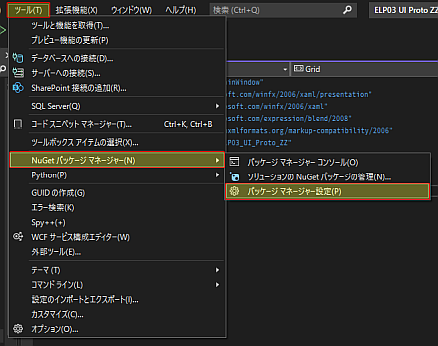 ツール(T) 拡張機能(X) ウィンドウ(W) ヘルプ(H) 検索 (Ctrl+Q) ELP03 UI Proto ZZ
ツールと機能を取得(T)...
プレビュー機能の更新(P)
データベースへの接続(D)...
サーバーへの接続(S)...
SharePoint 接続の追加(R)...
SQL Server(Q)
コード スニペット マネージャー(T)... Ctrl+K, Ctrl+B
ツールボックス アイテムの選択(X)...
NuGet パッケージ マネージャー(N)
Python(P)
GUID の作成(G)
エラー検索(K)
Spy++(+)
WCF サービス構成エディター(W)
外部ツール(E)...
テーマ (T)
コマンド ライン(L)
設定のインポートとエクスポート(I)...
カスタマイズ(C)...
オプション(O)...
Grid
ainWindow"
osoft.com/winfx/2006/xaml/presentation"
osoft.com/winfx/2006/xaml"
osoft.com/expression/blend/2008"
nxmlformats.org/markup-compatibility/2006"
P03_UI_Proto_ZZ"
パッケージ マネージャー コンソール(O)
ソリューションの NuGet パッケージの管理(N)...
パッケージ マネージャー設定(P)